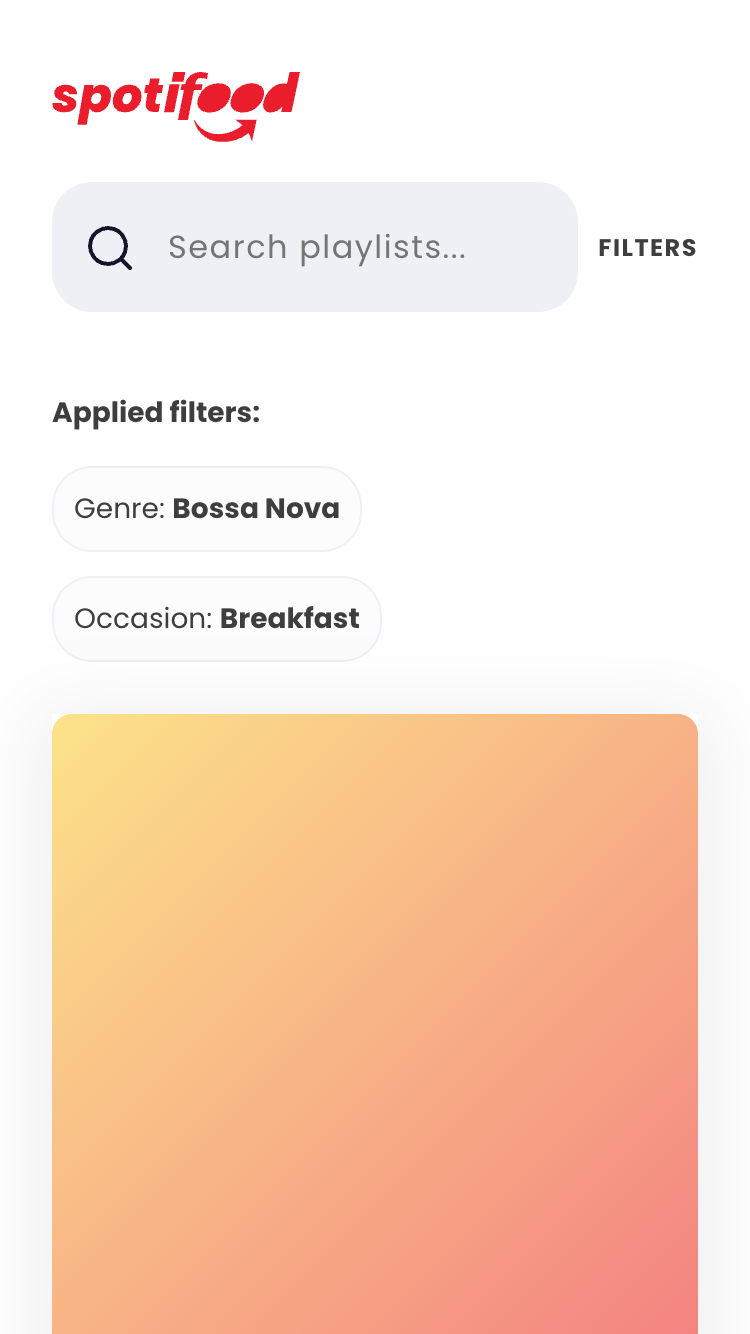 spotifood
Search playlists...
FILTERS
Applied filters:
Genre: Bossa Nova
Occasion: Breakfast